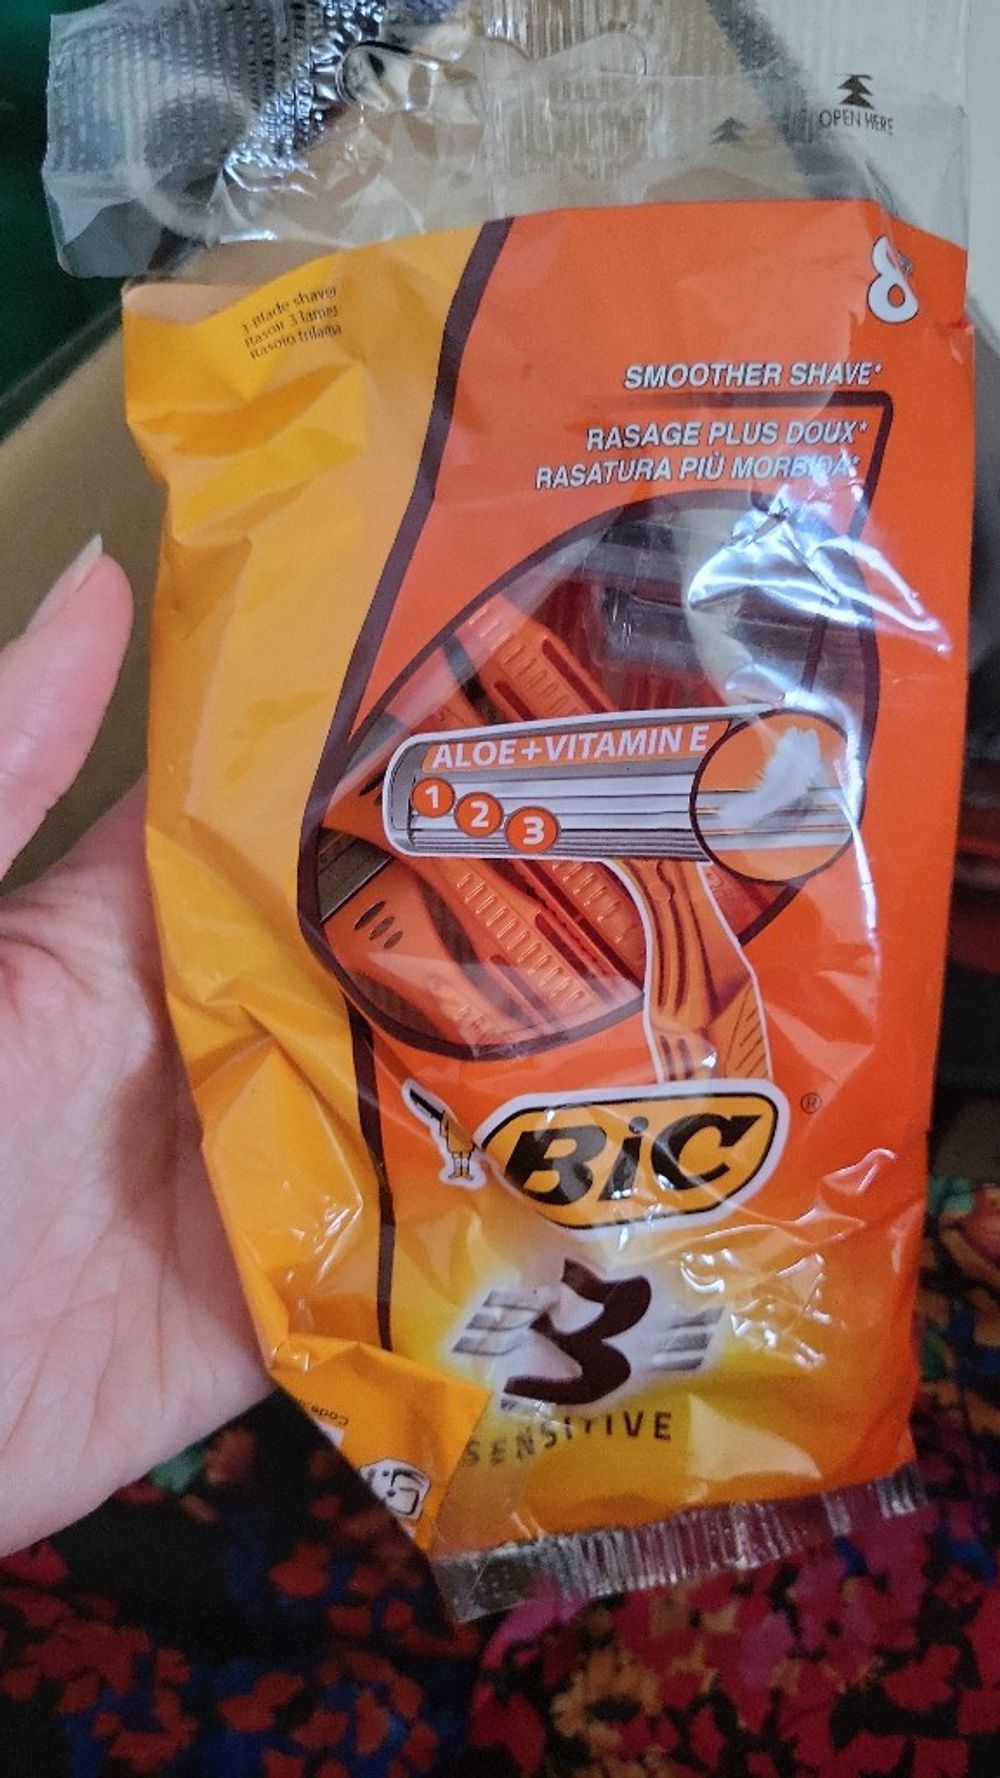 OPEN HERE
8
3 Blade shaver
Rasoir 3 lames
Rasoio trilama
SMOOTHER SHAVE*
RASAGE PLUS DOUX*
RASATURA PIÙ MORBIDA*
ALOE+VITAMIN E
1 2 3
BiC ®
3
SENSITIVE
Code